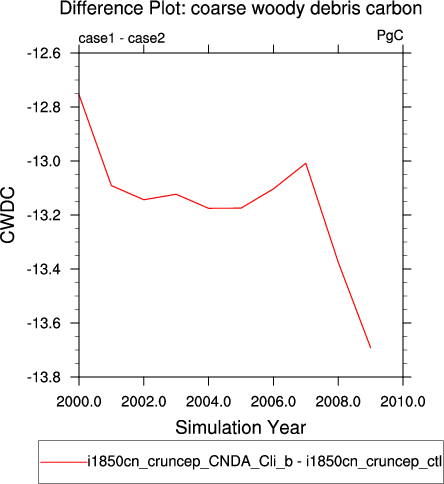 Difference Plot: coarse woody debris carbon
case1 - case2
PgC
-12.6
-12.8
-13.0
-13.2
-13.4
-13.6
-13.8
CWDC
2000.0 2002.0 2004.0 2006.0 2008.0 2010.0
Simulation Year
i1850cn_cruncep_CNDA_Cli_b - i1850cn_cruncep_ctl